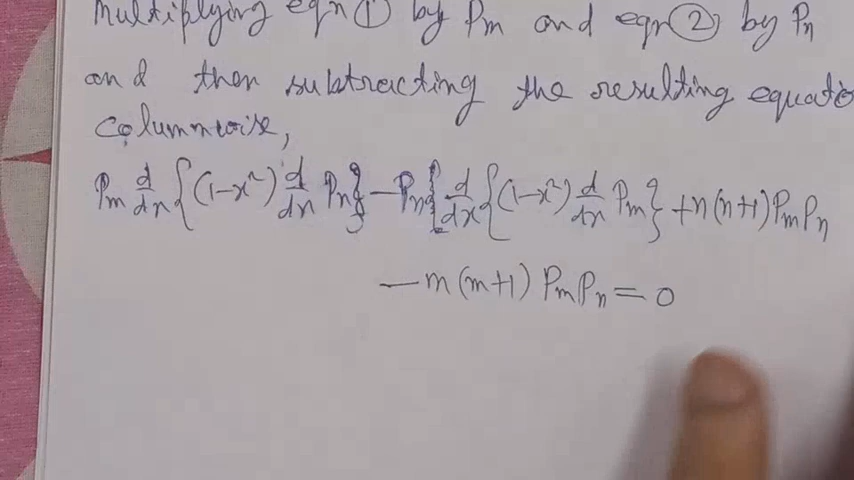 Multiplying eqn ① by Pm and eqn ② by Pn
and then subtracting the resulting equatio
columnwise,
Pm d/dx {(1-x²) d/dx Pn} - Pn {d/dx {(1-x²) d/dx Pm} + n(n+1) PmPn
- m(m+1) PmPn = 0